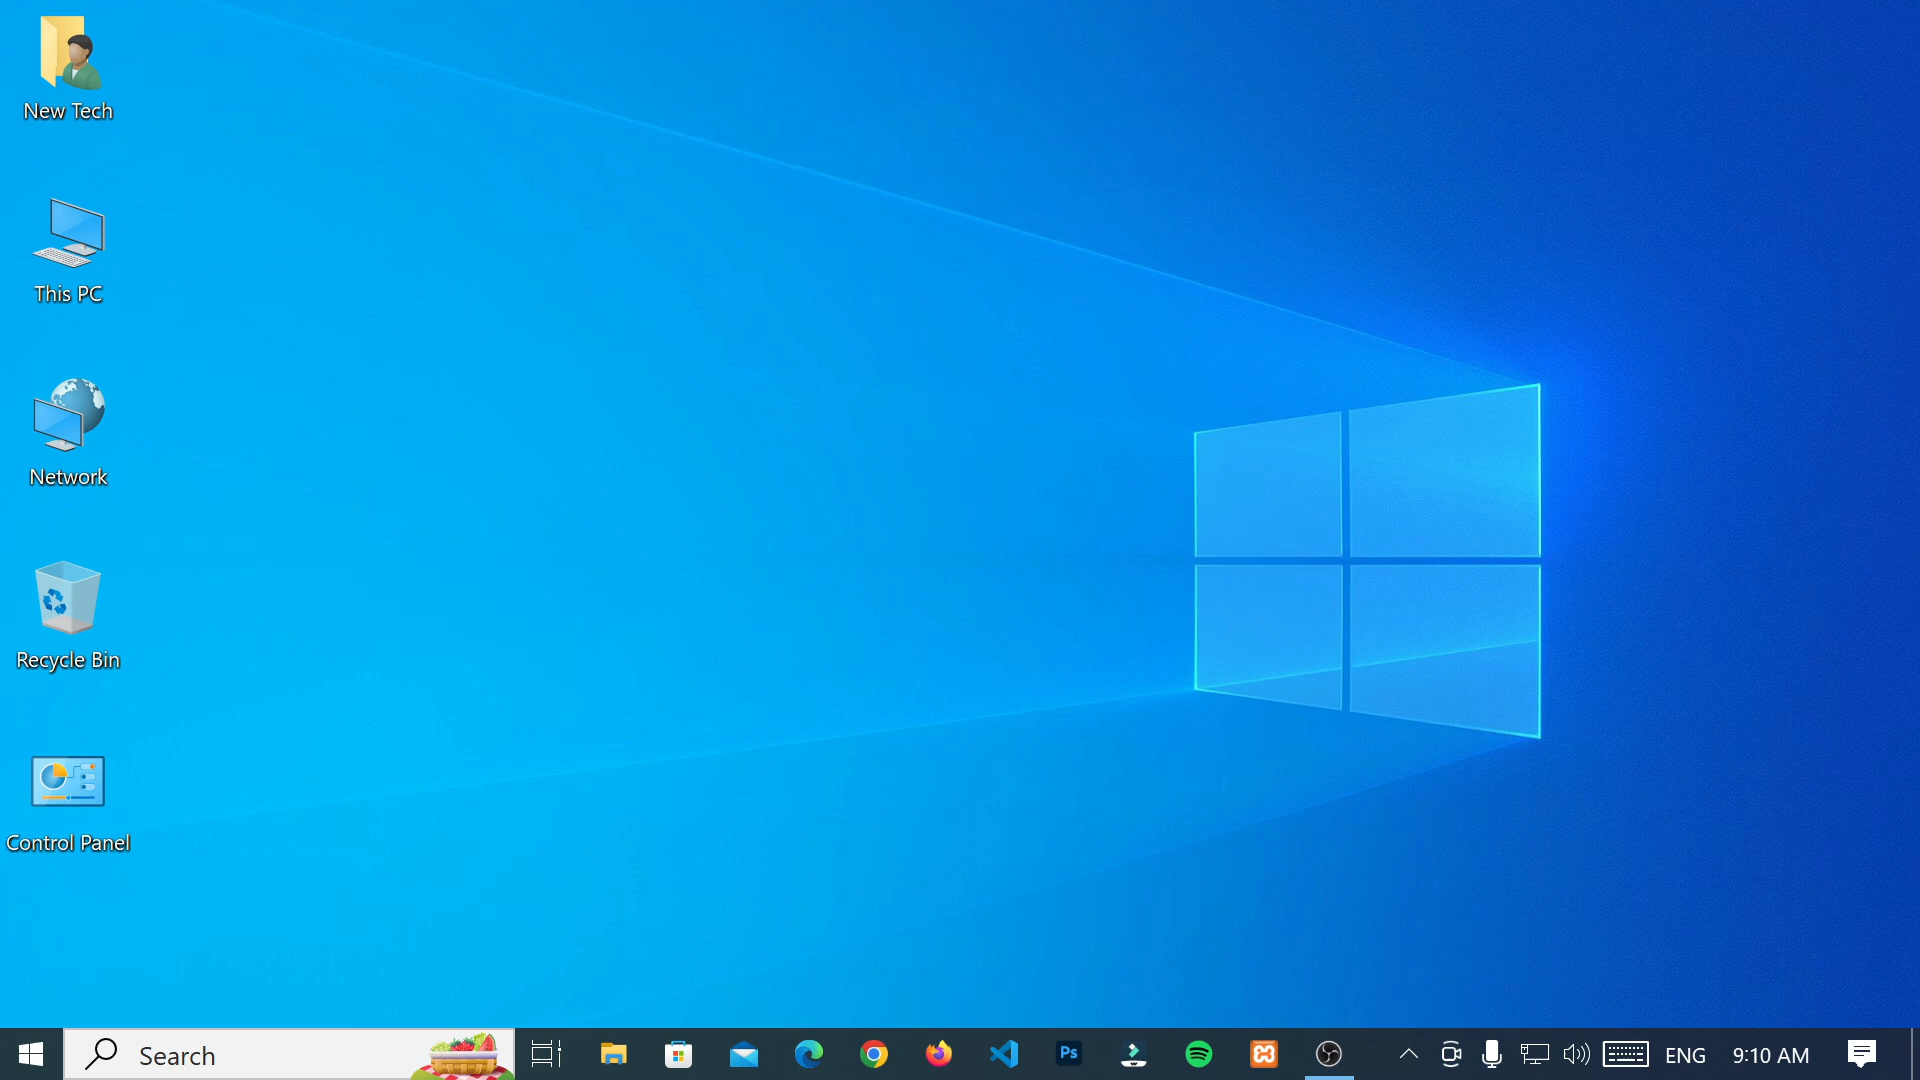 New Tech
This PC
Network
Recycle Bin
Control Panel
Search
Ps
ENG
9:10 AM